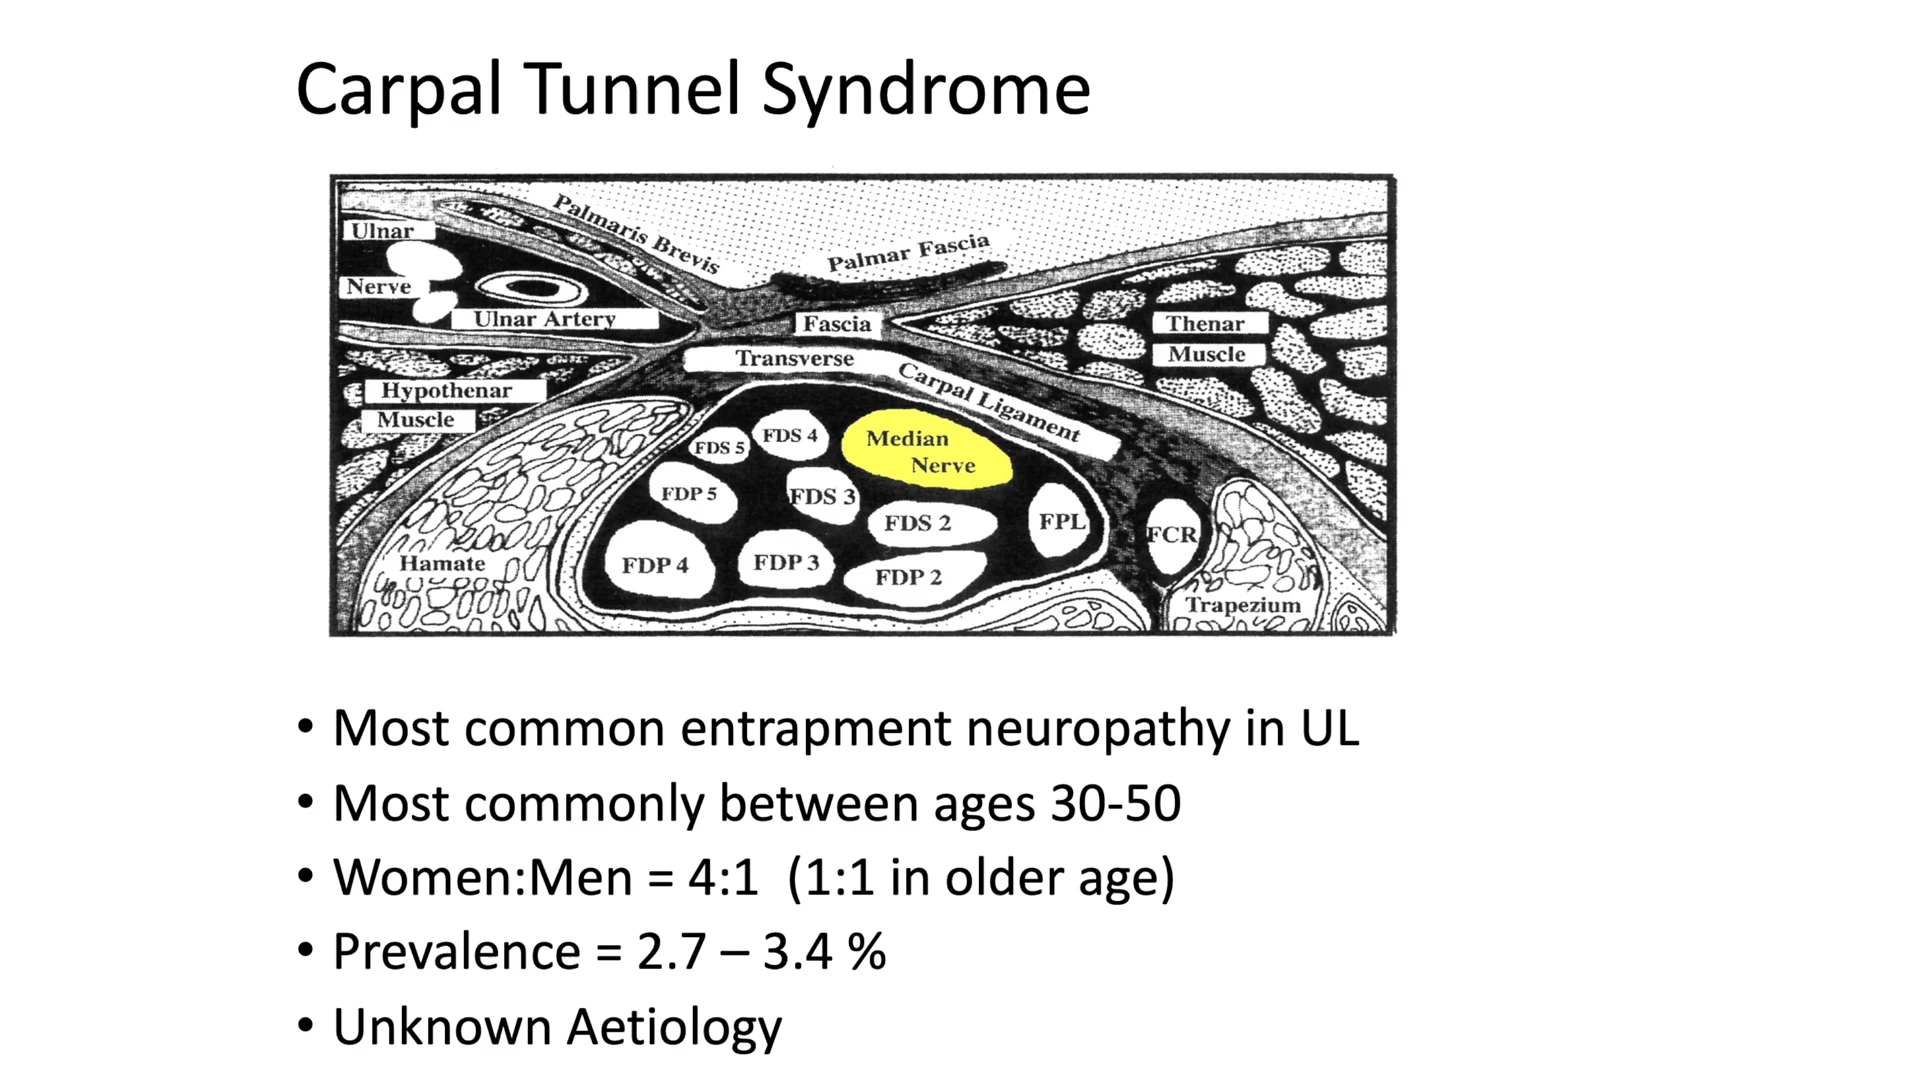 Carpal Tunnel Syndrome
Palmaris Brevis
Ulnar
Nerve
Palmar Fascia
Ulnar Artery
Fascia
Thenar
Muscle
Transverse
Carpal Ligament
Hypothenar
Muscle
FDS 5
FDS 4
Median
Nerve
FDP 5
FDS 3
FDS 2
FPL
FCR
Hamate
FDP 4
FDP 3
FDP 2
Trapezium
• Most common entrapment neuropathy in UL
• Most commonly between ages 30-50
• Women:Men = 4:1 (1:1 in older age)
• Prevalence = 2.7 – 3.4 %
• Unknown Aetiology